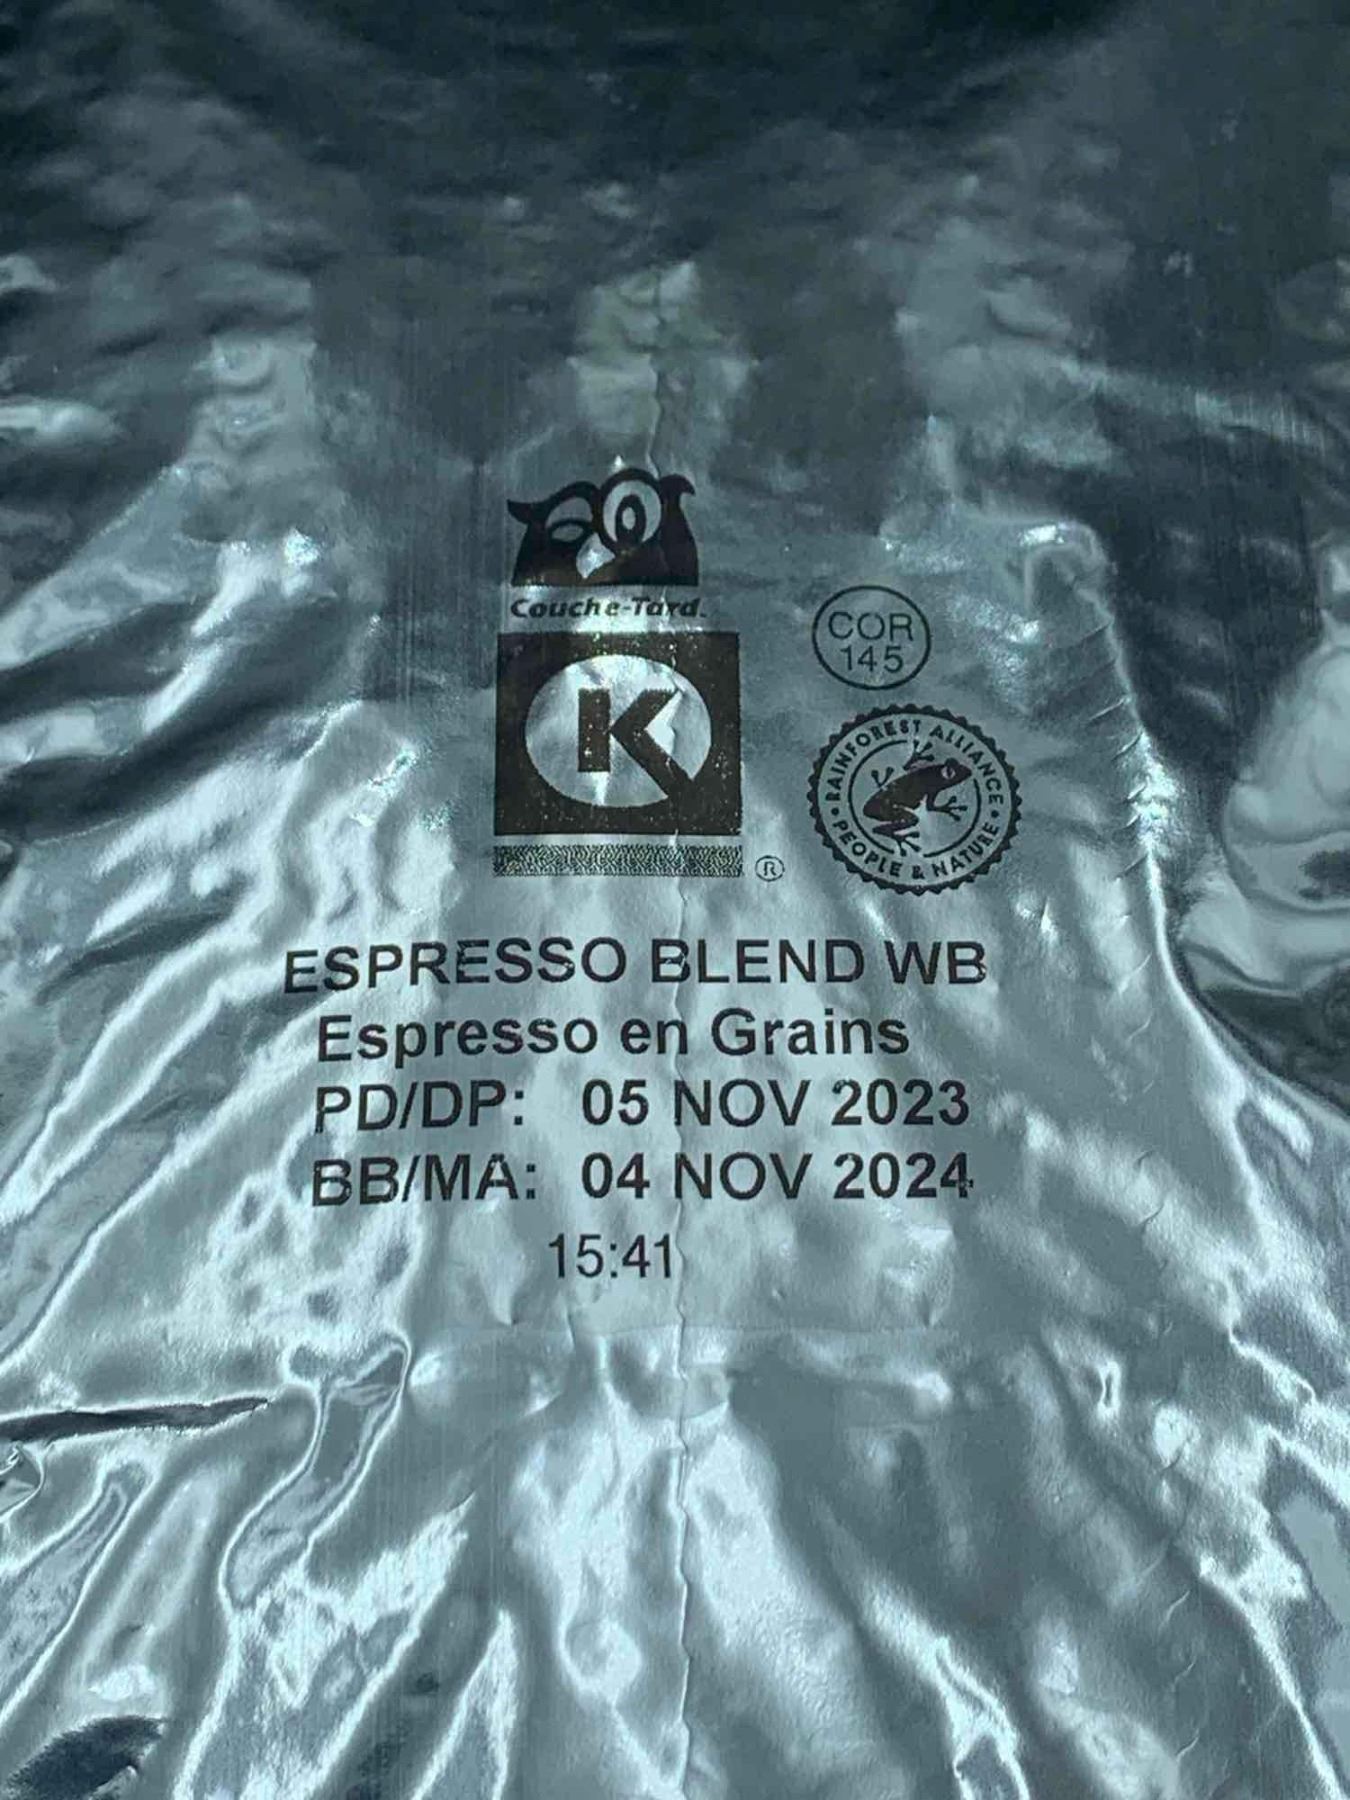 Couche-Tard.
K
®
COR
145
RAINFOREST ALLIANCE
• PEOPLE & NATURE •
ESPRESSO BLEND WB
Espresso en Grains
PD/DP: 05 NOV 2023
BB/MA: 04 NOV 2024
15:41